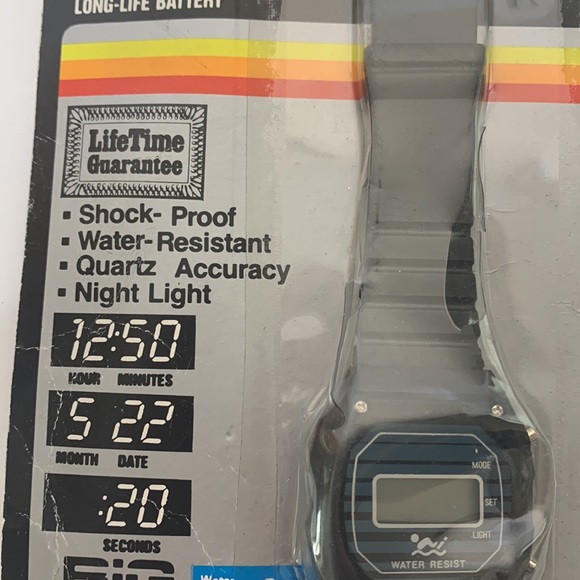 LONG-LIFE BATTERY
LifeTime
Guarantee
▪ Shock-Proof
▪ Water-Resistant
▪ Quartz Accuracy
▪ Night Light
12:50
HOUR MINUTES
5 22
MONTH DATE
:20
SECONDS
MODE
SET
LIGHT
WATER RESIST